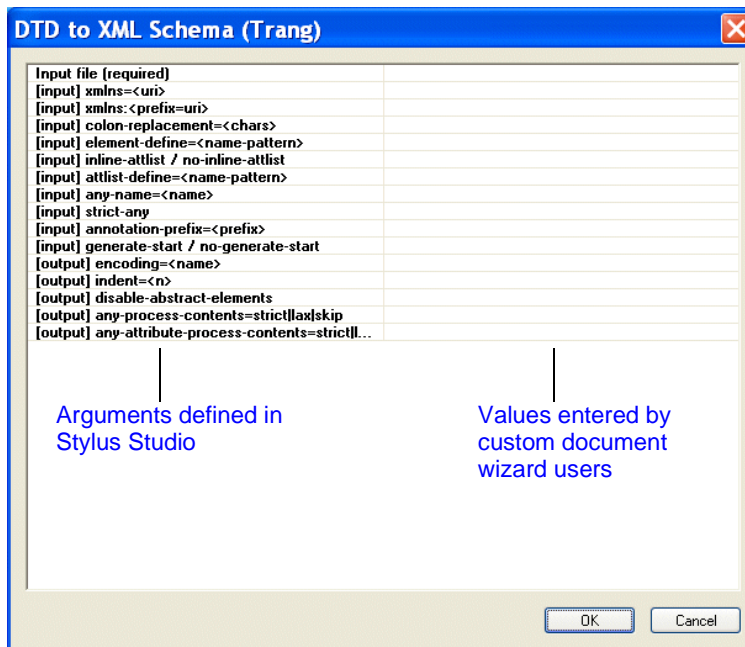 DTD to XML Schema (Trang)
Input file (required)
[input] xmlns=<uri>
[input] xmlns:<prefix=uri>
[input] colon-replacement=<chars>
[input] element-define=<name-pattern>
[input] inline-attlist / no-inline-attlist
[input] attlist-define=<name-pattern>
[input] any-name=<name>
[input] strict-any
[input] annotation-prefix=<prefix>
[input] generate-start / no-generate-start
[output] encoding=<name>
[output] indent=<n>
[output] disable-abstract-elements
[output] any-process-contents=strict|lax|skip
[output] any-attribute-process-contents=strict|l...
Arguments defined in
Stylus Studio
Values entered by
custom document
wizard users
OK
Cancel